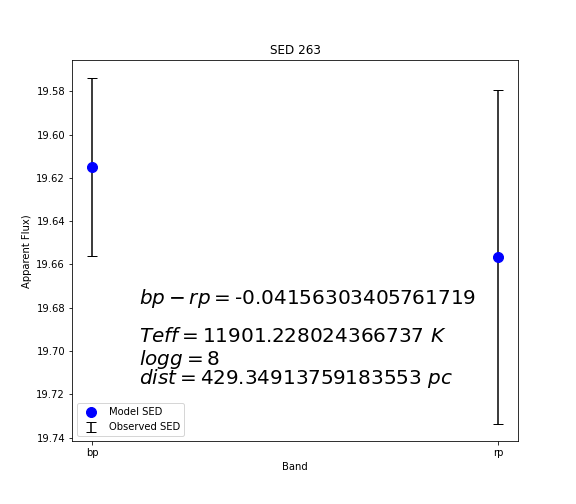 SED 263
Apparent Flux)
19.58
19.60
19.62
19.64
19.66
19.68
19.70
19.72
19.74
bp − rp = -0.04156303405761719
Teff = 11901.228024366737 K
logg = 8
dist = 429.34913759183553 pc
Model SED
Observed SED
bp rp
Band